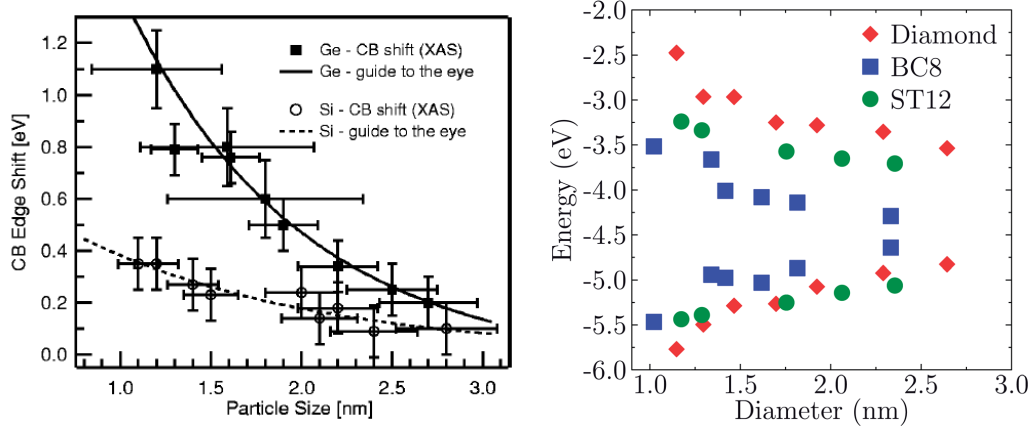 CB Edge Shift [eV]
1.2
1.0
0.8
0.6
0.4
0.2
0.0
Ge - CB shift (XAS)
Ge - guide to the eye
Si - CB shift (XAS)
Si - guide to the eye
1.0 1.5 2.0 2.5 3.0
Particle Size [nm]
Energy (eV)
-2.0
-2.5
-3.0
-3.5
-4.0
-4.5
-5.0
-5.5
-6.0
Diamond
BC8
ST12
1.0 1.5 2.0 2.5 3.0
Diameter (nm)